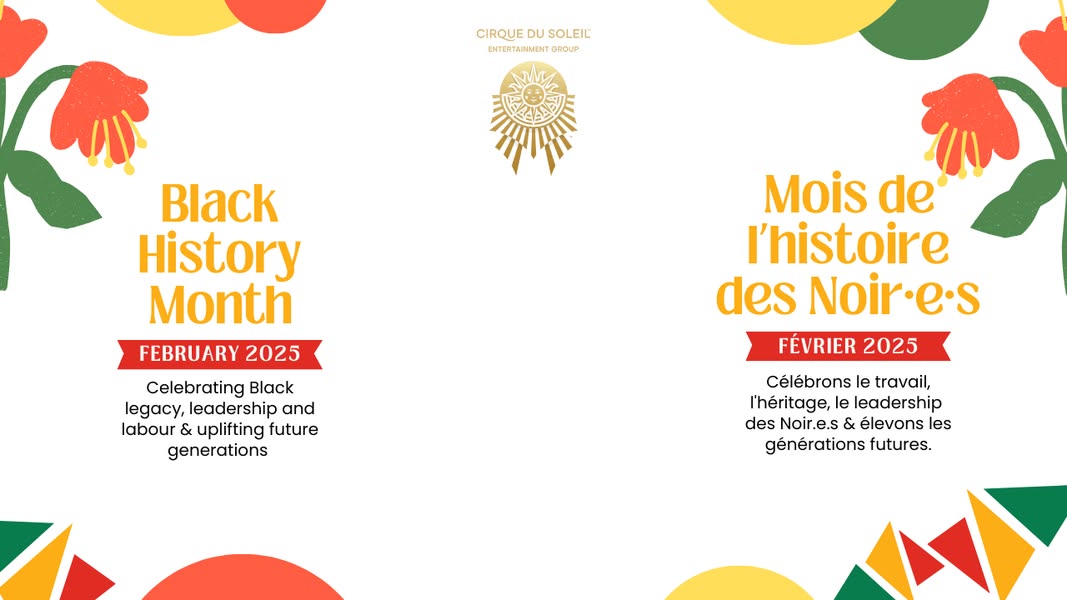 CIRQUE DU SOLEIL
ENTERTAINMENT GROUP
Black
History
Month
FEBRUARY 2025
Celebrating Black
legacy, leadership and
labour & uplifting future
generations
Mois de
l'histoire
des Noir·e·s
FÉVRIER 2025
Célébrons le travail,
l'héritage, le leadership
des Noir.e.s & élevons les
générations futures.